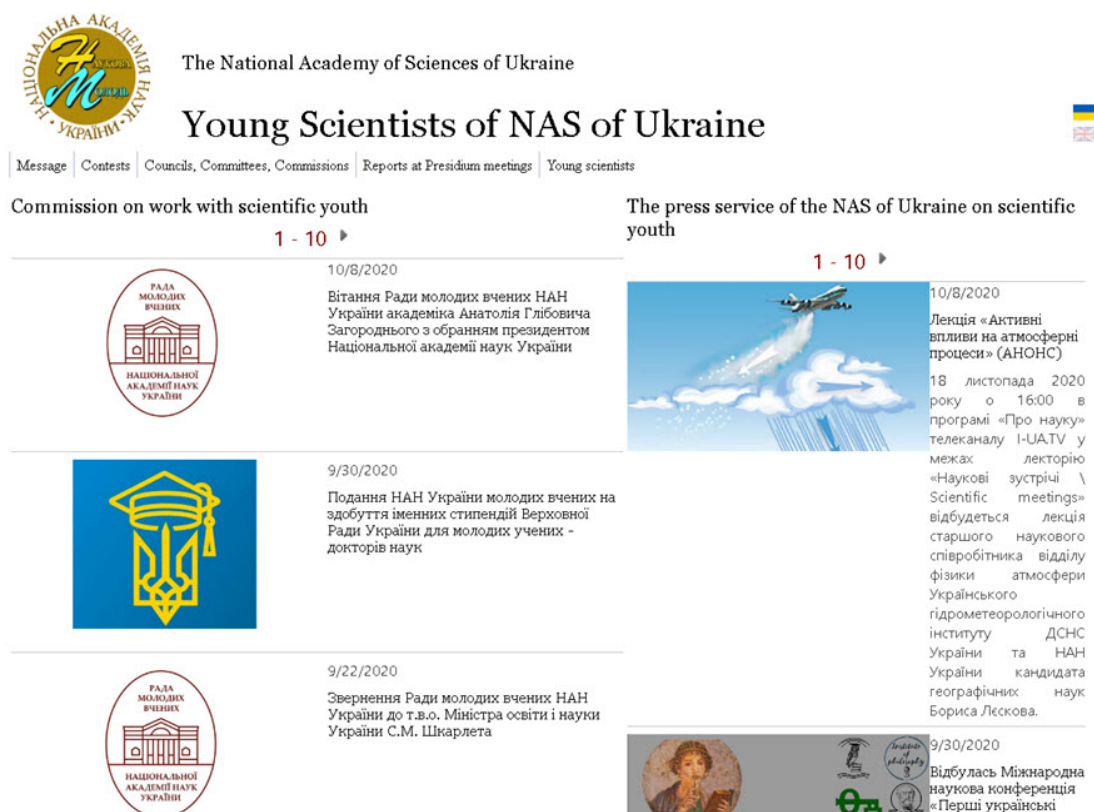 НАЦІОНАЛЬНА АКАДЕМІЯ НАУК
• УКРАЇНИ •
НАУКОВА
МОЛОДЬ
The National Academy of Sciences of Ukraine
Young Scientists of NAS of Ukraine
Message
Contests
Councils, Committees, Commissions
Reports at Presidium meetings
Young scientists
Commission on work with scientific youth
1 - 10
РАДА
МОЛОДИХ
ВЧЕНИХ
НАЦІОНАЛЬНОЇ
АКАДЕМІЇ НАУК
УКРАЇНИ
10/8/2020
Вітання Ради молодих вчених НАН
України академіка Анатолія Глібовича
Загороднього з обранням президентом
Національної академії наук України
9/30/2020
Подання НАН України молодих вчених на
здобуття іменних стипендій Верховної
Ради України для молодих учених -
докторів наук
РАДА
МОЛОДИХ
ВЧЕНИХ
НАЦІОНАЛЬНОЇ
АКАДЕМІЇ НАУК
УКРАЇНИ
9/22/2020
Звернення Ради молодих вчених НАН
України до т.в.о. Міністра освіти і науки
України С.М. Шкарлета
The press service of the NAS of Ukraine on scientific
youth
1 - 10
10/8/2020
Лекція «Активні
впливи на атмосферні
процеси» (АНОНС)
18 листопада 2020
року о 16:00 в
програмі «Про науку»
телеканалу I-UA.TV у
межах лекторію
«Наукові зустрічі \
Scientific meetings»
відбудеться лекція
старшого наукового
співробітника відділу
фізики атмосфери
Українського
гідрометеорологічного
інституту ДСНС
України та НАН
України кандидата
географічних наук
Бориса Лєскова.
Institute
of
philosophy
9/30/2020
Відбулась Міжнародна
наукова конференція
«Перші українські